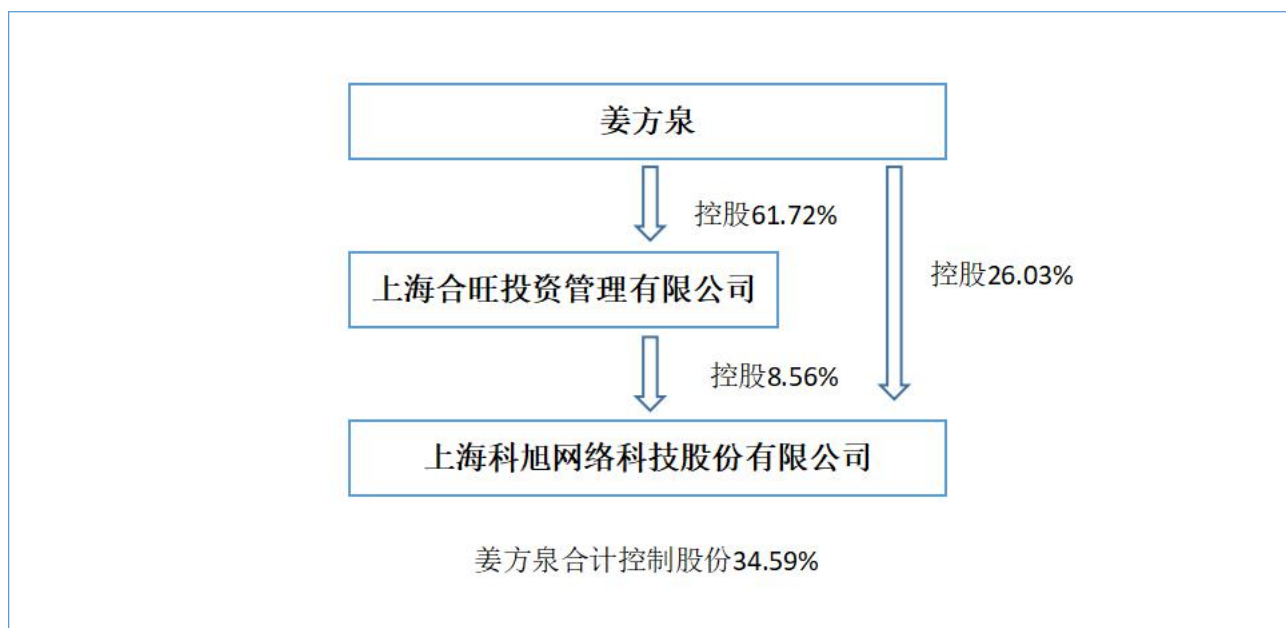 姜方泉
控股61.72%
上海合旺投资管理有限公司
控股26.03%
控股8.56%
上海科旭网络科技股份有限公司
姜方泉合计控制股份34.59%